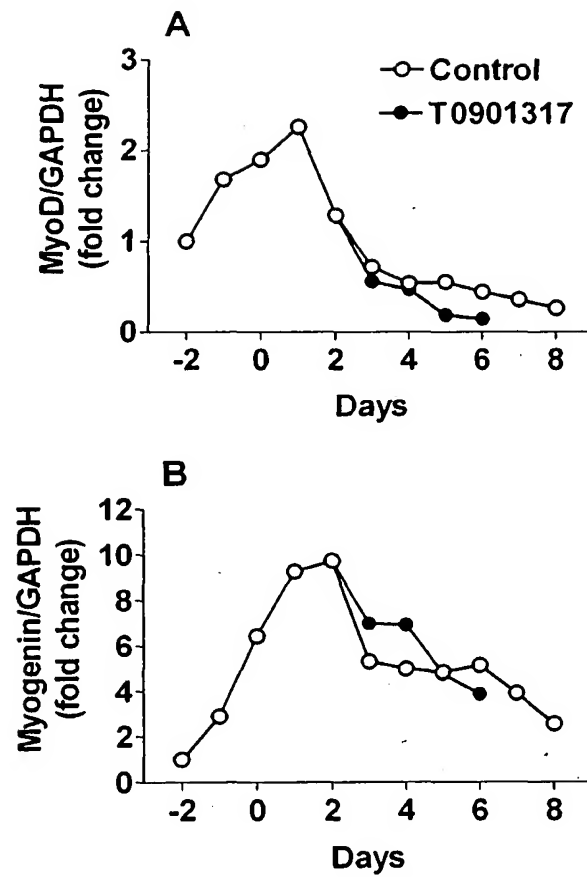 A
MyoD/GAPDH
(fold change)
3
2
1
0
Control
T0901317
-2 0 2 4 6 8
Days
B
Myogenin/GAPDH
(fold change)
12
10
8
6
4
2
0
-2 0 2 4 6 8
Days